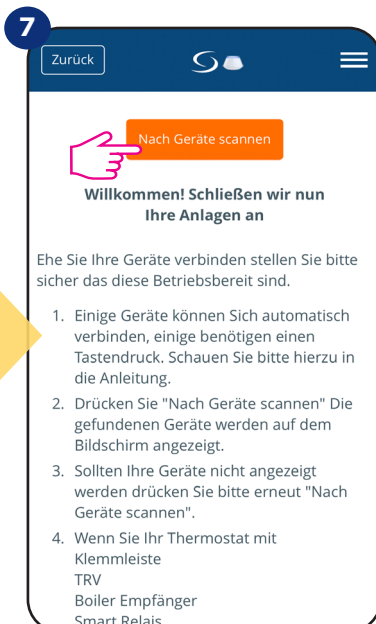 7
Zurück
Nach Geräte scannen
Willkommen! Schließen wir nun
Ihre Anlagen an
Ehe Sie Ihre Geräte verbinden stellen Sie bitte
sicher das diese Betriebsbereit sind.
1. Einige Geräte können Sich automatisch
verbinden, einige benötigen einen
Tastendruck. Schauen Sie bitte hierzu in
die Anleitung.
2. Drücken Sie "Nach Geräte scannen" Die
gefundenen Geräte werden auf dem
Bildschirm angezeigt.
3. Sollten Ihre Geräte nicht angezeigt
werden drücken Sie bitte erneut "Nach
Geräte scannen".
4. Wenn Sie Ihr Thermostat mit
Klemmleiste
TRV
Boiler Empfänger
Smart Relais